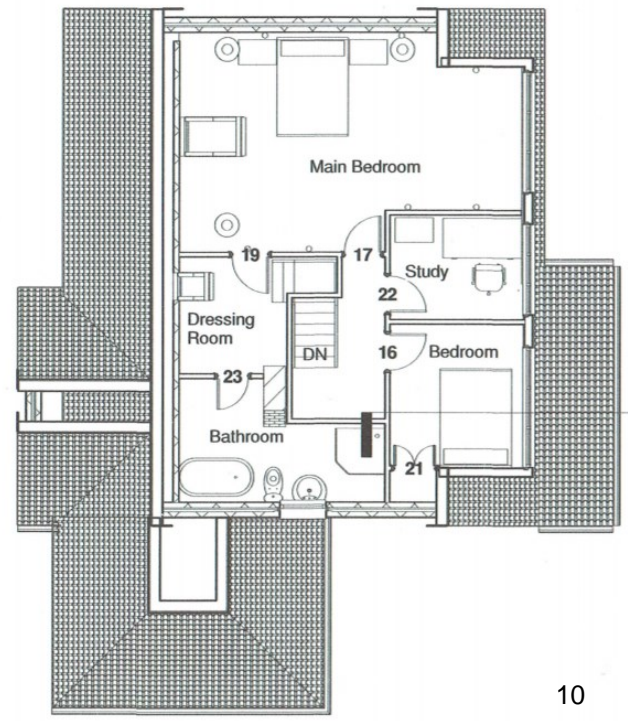 Main Bedroom
19
17
Study
22
Dressing
Room
DN
16
Bedroom
23
Bathroom
21
10